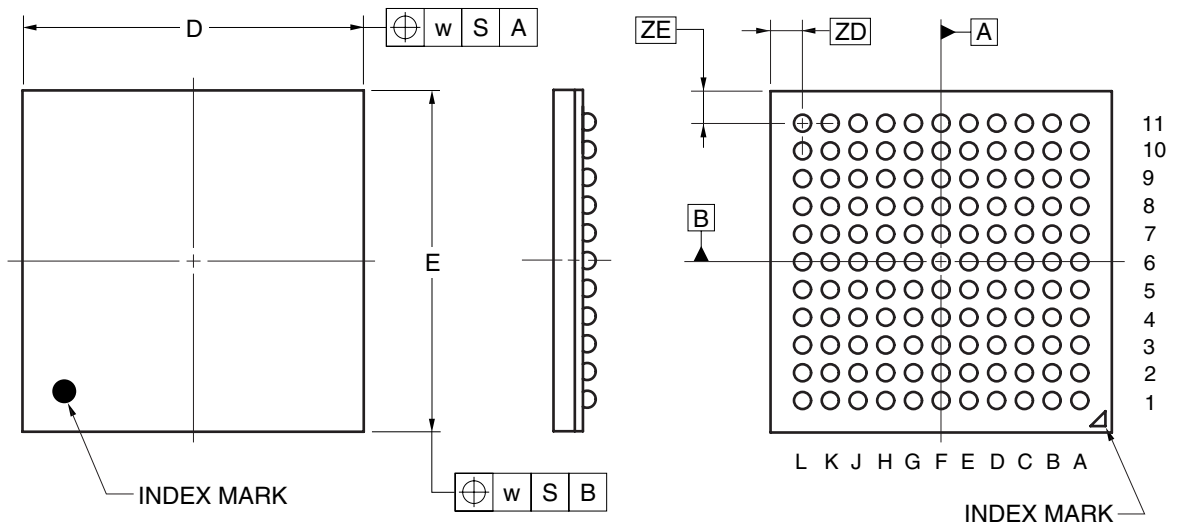 D
⌖ w S A
ZE
ZD
A
E
B
11
10
9
8
7
6
5
4
3
2
1
L K J H G F E D C B A
INDEX MARK
⌖ w S B
INDEX MARK